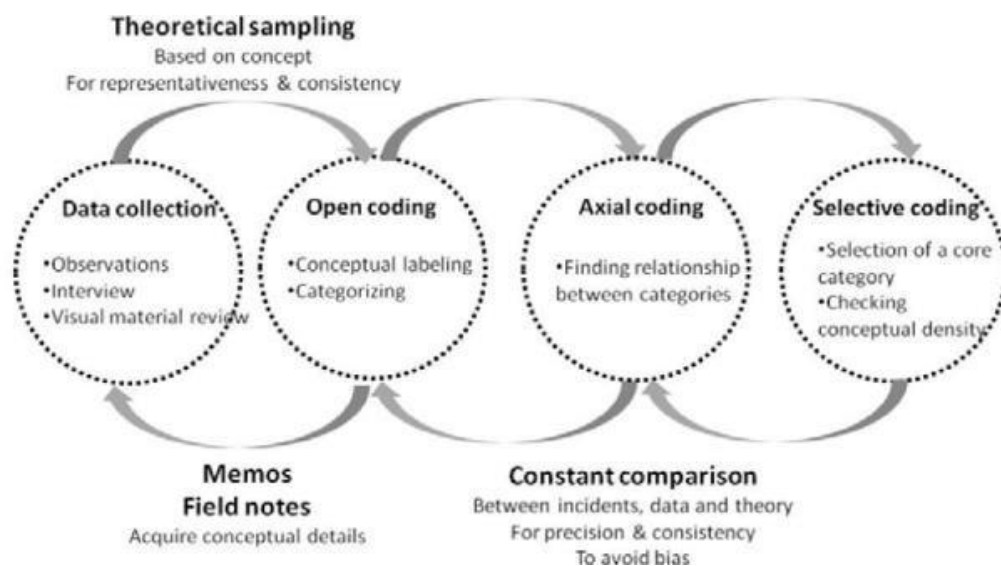 Theoretical sampling
Based on concept
For representativeness & consistency
Data collection
•Observations
•Interview
•Visual material review
Open coding
•Conceptual labeling
•Categorizing
Axial coding
•Finding relationship
between categories
Selective coding
•Selection of a core
category
•Checking
conceptual density
Memos
Field notes
Acquire conceptual details
Constant comparison
Between incidents, data and theory
For precision & consistency
To avoid bias